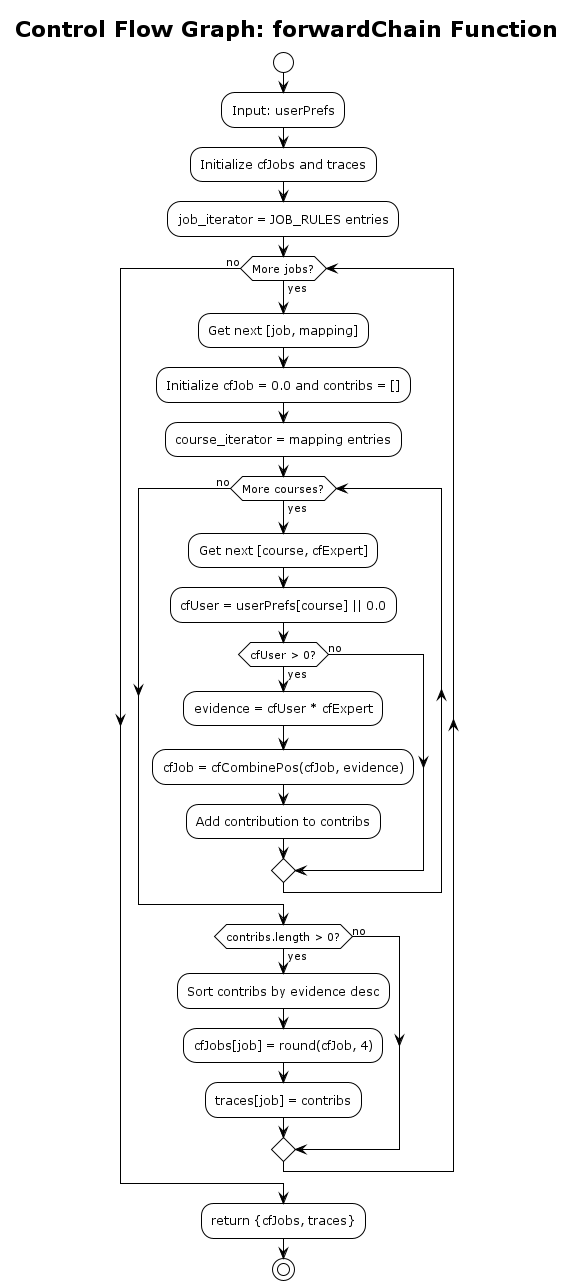 Control Flow Graph: forwardChain Function
Input: userPrefs
Initialize cfJobs and traces
job_iterator = JOB_RULES entries
no
More jobs?
yes
Get next [job, mapping]
Initialize cfJob = 0.0 and contribs = []
course_iterator = mapping entries
no
More courses?
yes
Get next [course, cfExpert]
cfUser = userPrefs[course] || 0.0
cfUser > 0?
no
yes
evidence = cfUser * cfExpert
cfJob = cfCombinePos(cfJob, evidence)
Add contribution to contribs
contribs.length > 0?
no
yes
Sort contribs by evidence desc
cfJobs[job] = round(cfJob, 4)
traces[job] = contribs
return {cfJobs, traces}